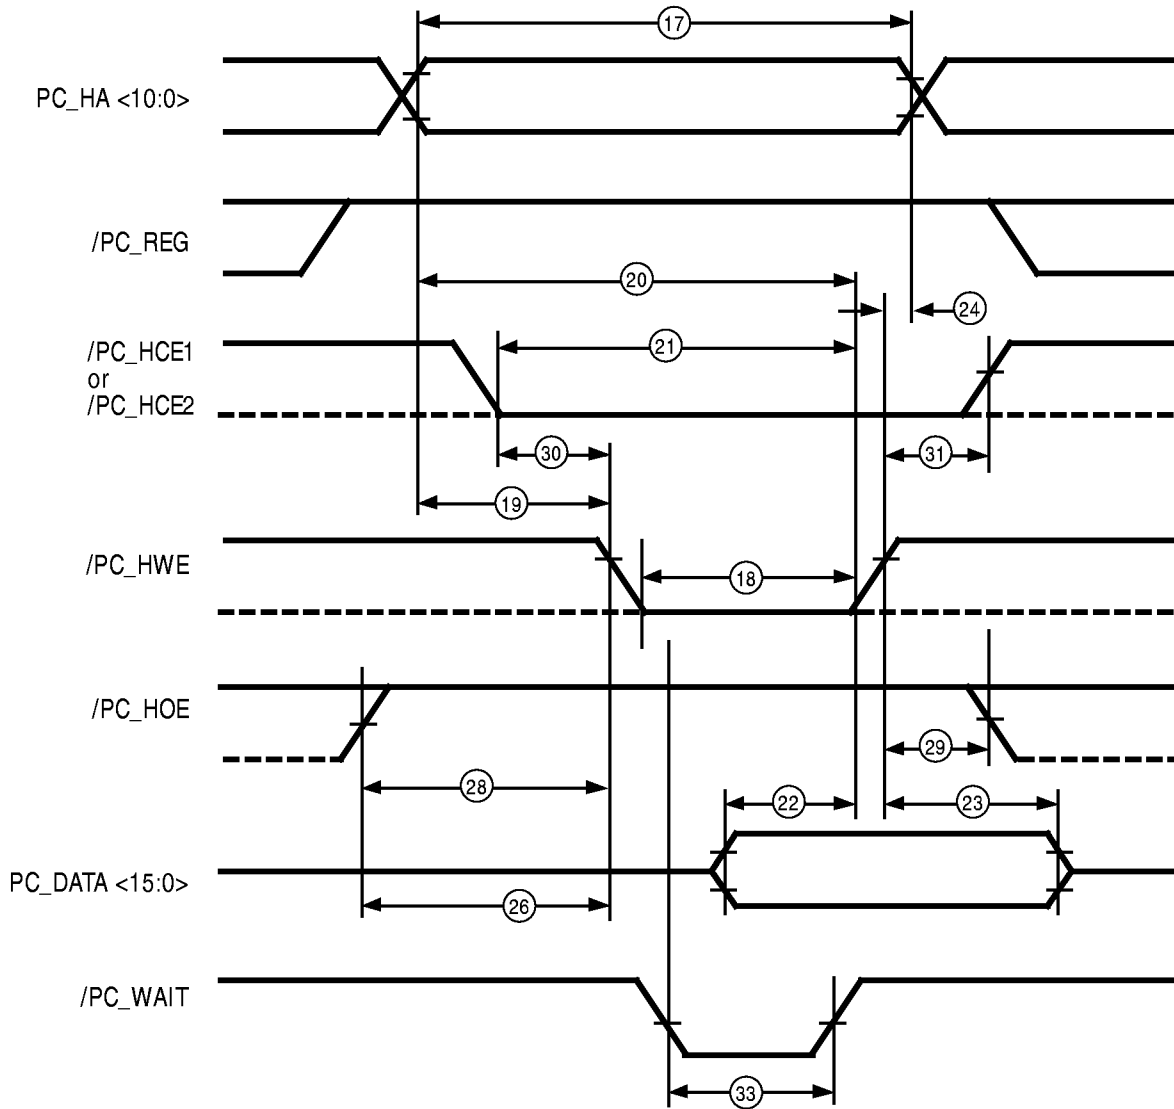 17
PC_HA <10:0>
/PC_REG
20
24
/PC_HCE1
or
/PC_HCE2
21
30
31
19
/PC_HWE
18
/PC_HOE
29
28
22
23
PC_DATA <15:0>
26
/PC_WAIT
33